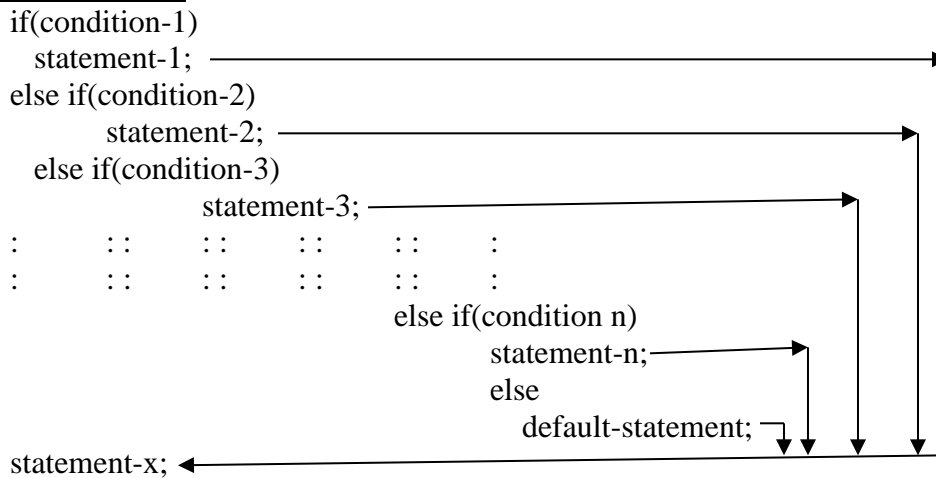 if(condition-1)
statement-1;
else if(condition-2)
statement-2;
else if(condition-3)
statement-3;
: : : : : : : : : :
: : : : : : : : : :
else if(condition n)
statement-n;
else
default-statement;
statement-x;